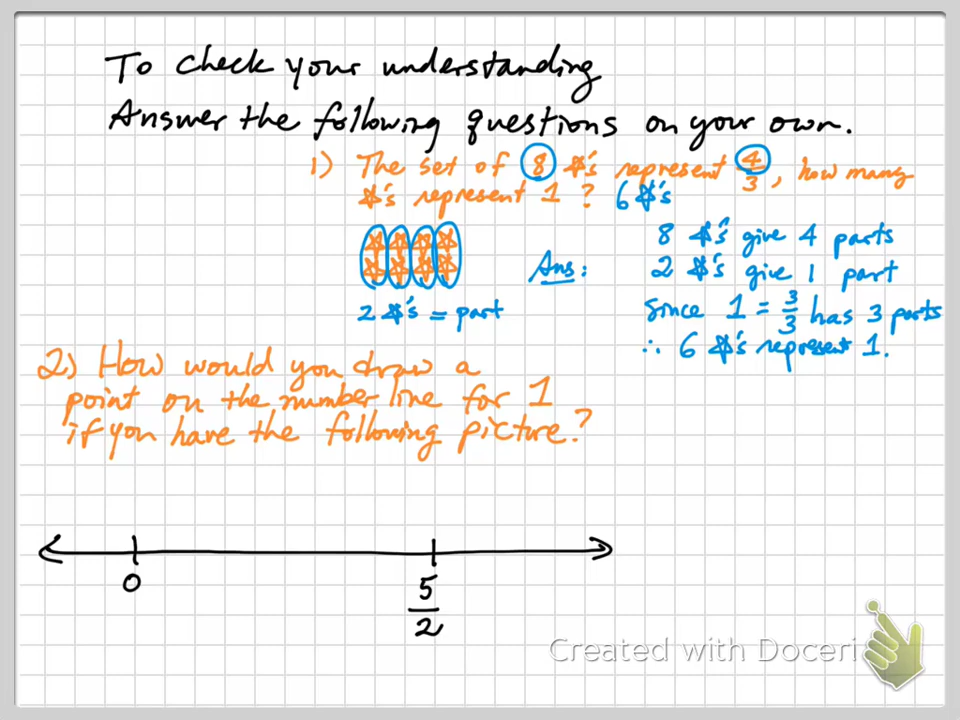 To check your understanding
Answer the following questions on your own.
1) The set of 8 ☆'s represent 4/3, how many
☆'s represent 1? 6 ☆'s
8 ☆'s give 4 parts
Ans: 2 ☆'s give 1 part
2 ☆'s = part
since 1 = 3/3 has 3 parts
∴ 6 ☆'s represent 1.
2) How would you draw a
point on the number line for 1
if you have the following picture?
0
5/2
Created with Doceri